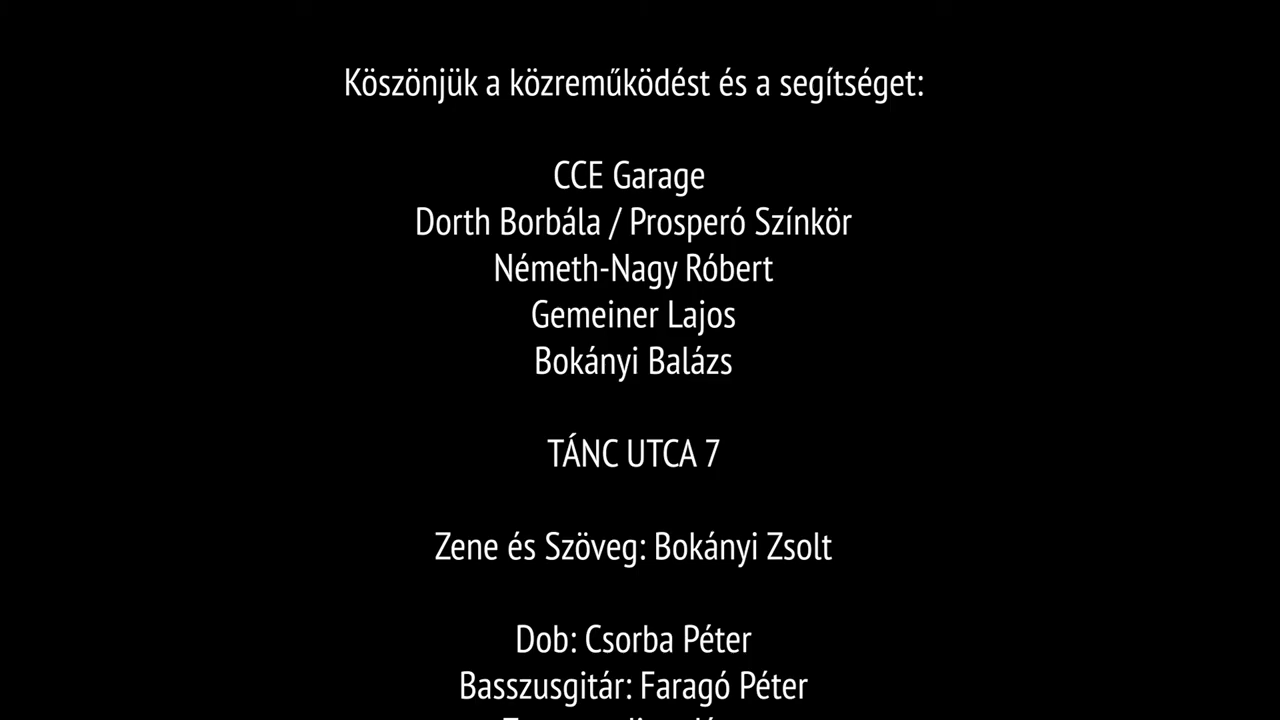 Köszönjük a közreműködést és a segítséget:
CCE Garage
Dorth Borbála / Prosperó Színkör
Németh-Nagy Róbert
Gemeiner Lajos
Bokányi Balázs
TÁNC UTCA 7
Zene és Szöveg: Bokányi Zsolt
Dob: Csorba Péter
Basszusgitár: Faragó Péter